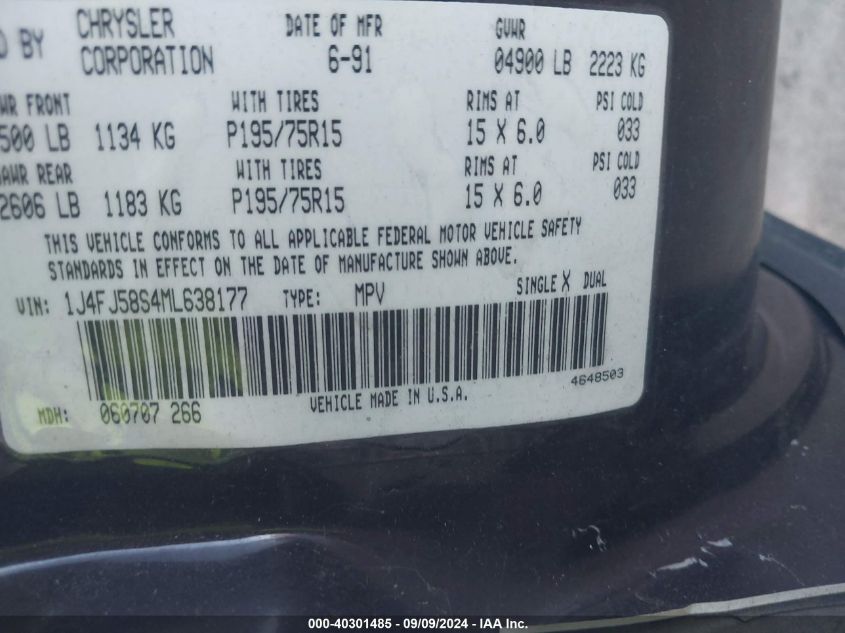 D BY CHRYSLER CORPORATION DATE OF MFR 6-91 GVWR 04900 LB 2223 KG
WR FRONT WITH TIRES RIMS AT PSI COLD
500 LB 1134 KG P195/75R15 15 X 6.0 033
AWR REAR WITH TIRES RIMS AT PSI COLD
2606 LB 1183 KG P195/75R15 15 X 6.0 033
THIS VEHICLE CONFORMS TO ALL APPLICABLE FEDERAL MOTOR VEHICLE SAFETY
STANDARDS IN EFFECT ON THE DATE OF MANUFACTURE SHOWN ABOVE.
VIN: 1J4FJ58S4ML638177 TYPE: MPV SINGLE X DUAL
4648503
MDH: 060707 266 VEHICLE MADE IN U.S.A.
000-40301485 - 09/09/2024 - IAA Inc.